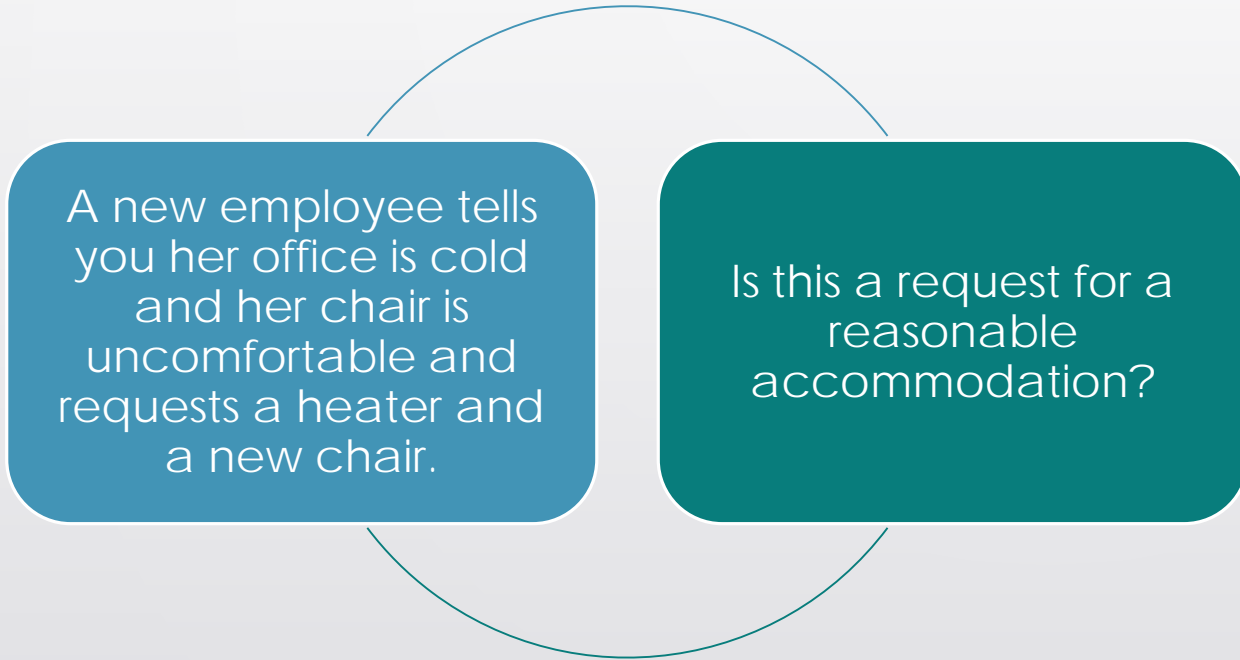 A new employee tells
you her office is cold
and her chair is
uncomfortable and
requests a heater and
a new chair.
Is this a request for a
reasonable
accommodation?